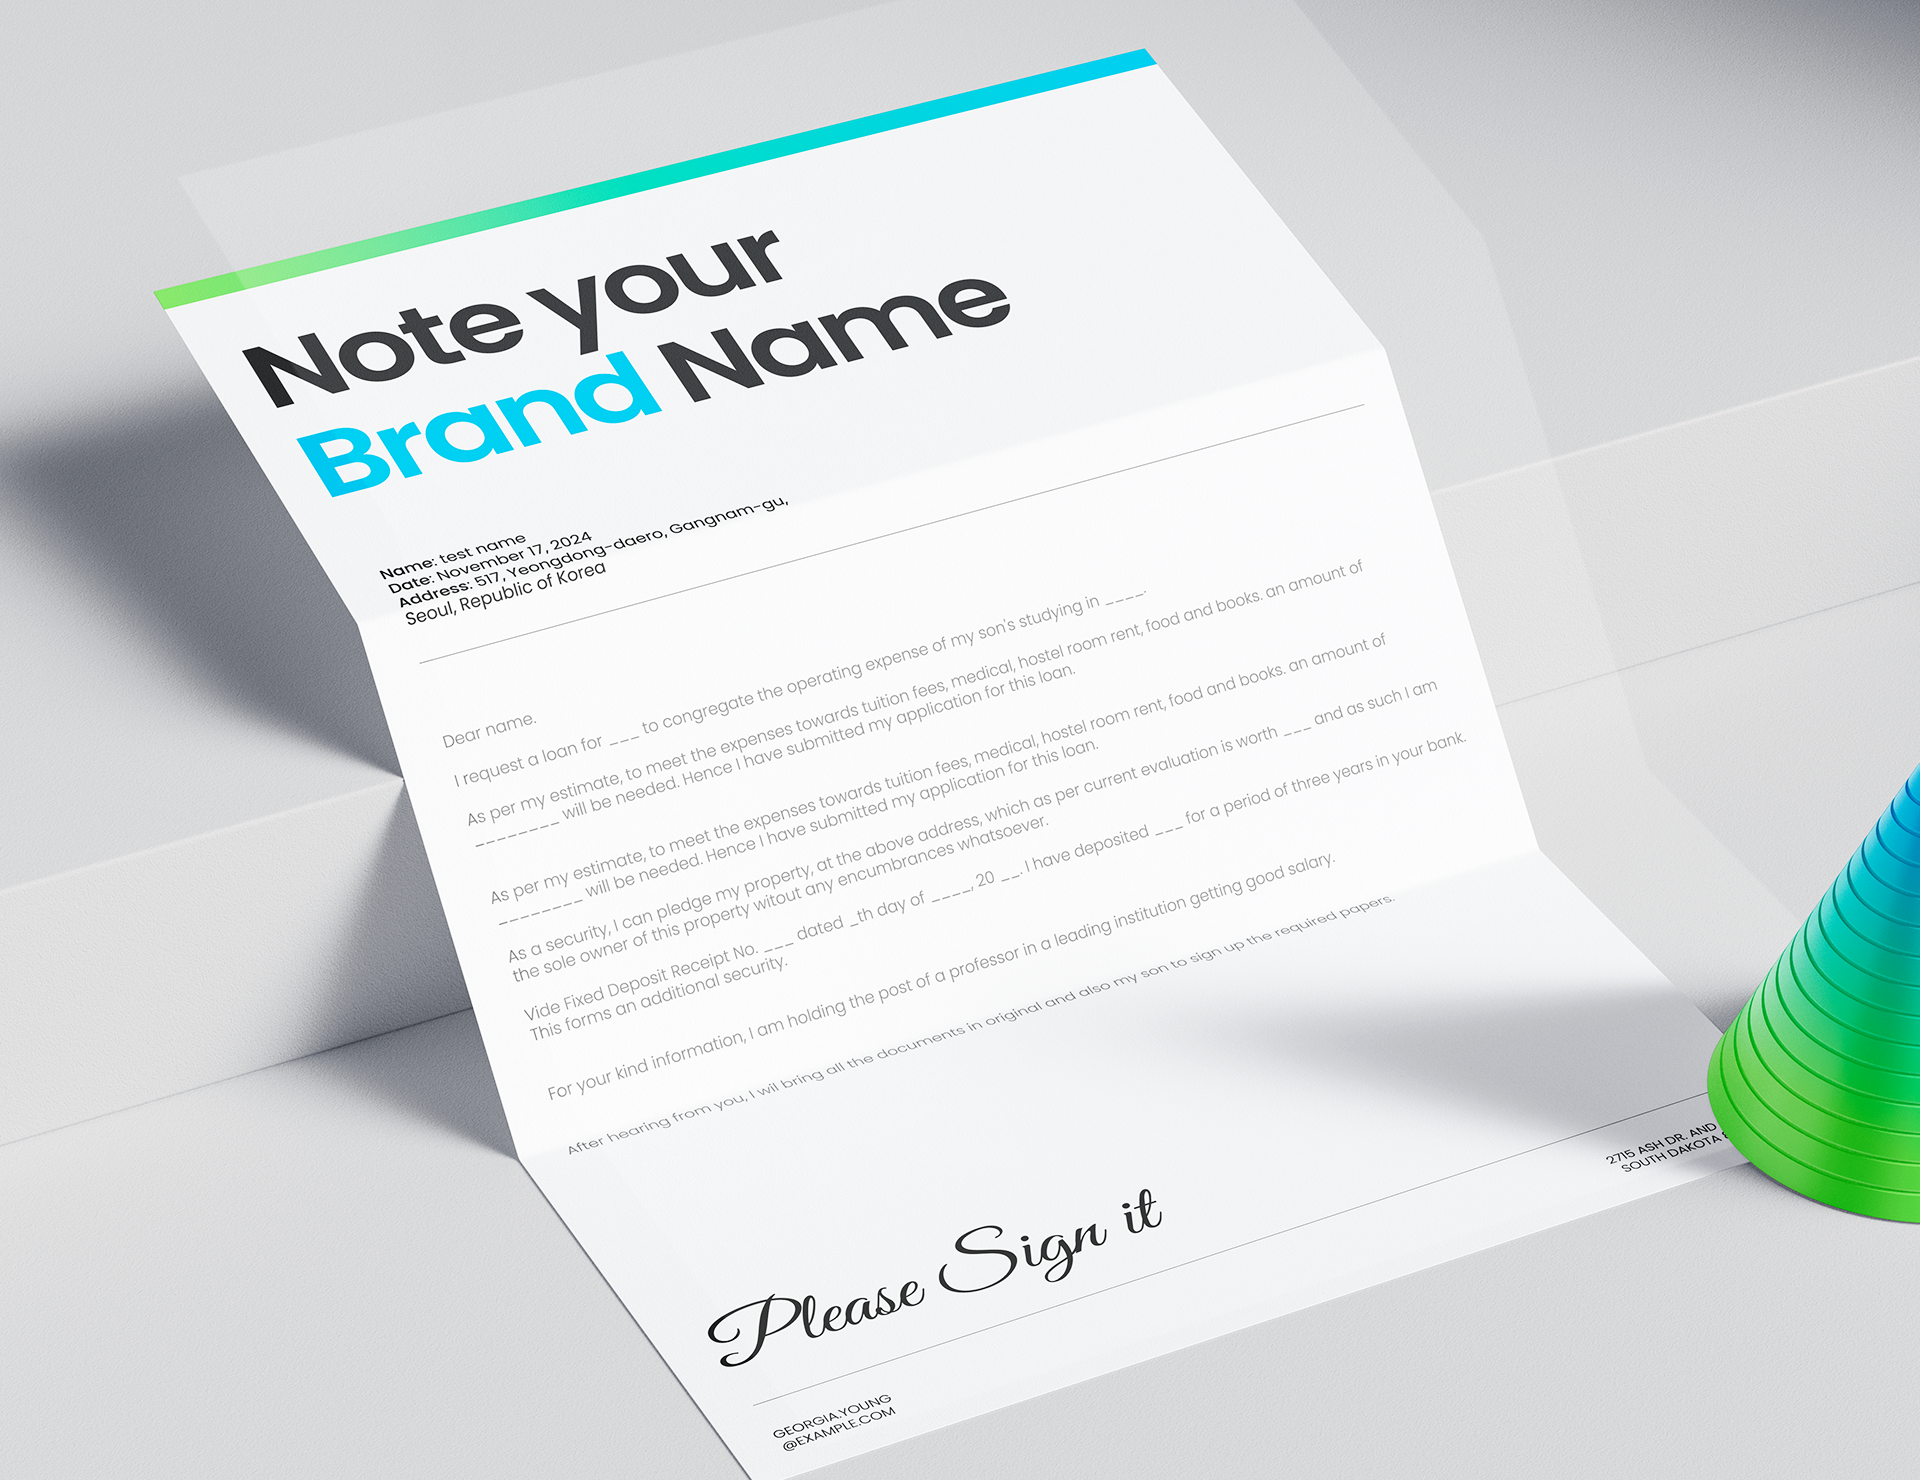 Note your
Brand Name
Name: test name
Date: November 17, 2024
Address: 517, Yeongdong-daero, Gangnam-gu,
Seoul, Republic of Korea
Dear name.
I request a loan for ___ to congregate the operating expense of my son's studying in ____.
As per my estimate, to meet the expenses towards tuition fees, medical, hostel room rent, food and books. an amount of
________ will be needed. Hence I have submitted my application for this loan.
As per my estimate, to meet the expenses towards tuition fees, medical, hostel room rent, food and books. an amount of
________ will be needed. Hence I have submitted my application for this loan.
As a security, I can pledge my property, at the above address, which as per current evaluation is worth ___ and as such I am
the sole owner of this property witout any encumbrances whatsoever.
Vide Fixed Deposit Receipt No. ___ dated _th day of ____, 20 __. I have deposited ___ for a period of three years in your bank.
This forms an additional security.
For your kind information, I am holding the post of a professor in a leading institution getting good salary.
After hearing from you, I wil bring all the documents in original and also my son to sign up the required papers.
Please Sign it
GEORGIA.YOUNG
@EXAMPLE.COM
2715 ASH DR. AND
SOUTH DAKOTA